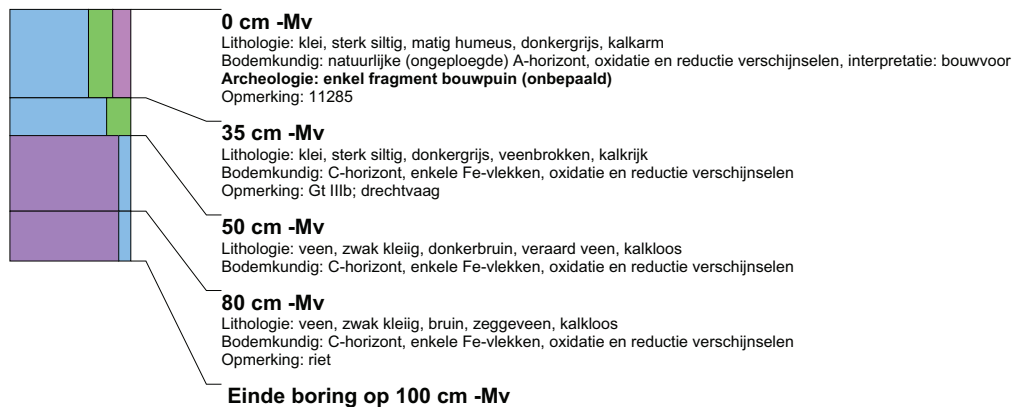 0 cm -Mv
Lithologie: klei, sterk siltig, matig humeus, donkergrijs, kalkarm
Bodemkundig: natuurlijke (ongeploegde) A-horizont, oxidatie en reductie verschijnselen, interpretatie: bouwvoor
Archeologie: enkel fragment bouwpuin (onbepaald)
Opmerking: 11285
35 cm -Mv
Lithologie: klei, sterk siltig, donkergrijs, veenbrokken, kalkrijk
Bodemkundig: C-horizont, enkele Fe-vlekken, oxidatie en reductie verschijnselen
Opmerking: Gt IIIb; drechtvaag
50 cm -Mv
Lithologie: veen, zwak kleiig, donkerbruin, veraard veen, kalkloos
Bodemkundig: C-horizont, enkele Fe-vlekken, oxidatie en reductie verschijnselen
80 cm -Mv
Lithologie: veen, zwak kleiig, bruin, zeggeveen, kalkloos
Bodemkundig: C-horizont, enkele Fe-vlekken, oxidatie en reductie verschijnselen
Opmerking: riet
Einde boring op 100 cm -Mv